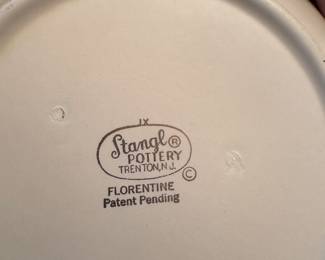 IX
Stangl ®
POTTERY
TRENTON, N.J.
©
FLORENTINE
Patent Pending